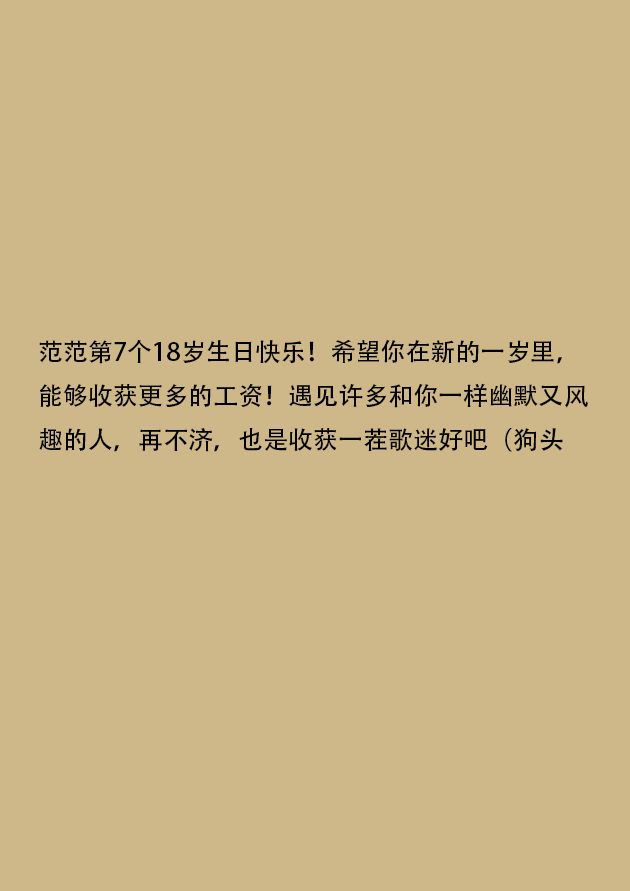 范范第7个18岁生日快乐！希望你在新的一岁里，
能够收获更多的工资！遇见许多和你一样幽默又风
趣的人，再不济，也是收获一茬歌迷好吧（狗头